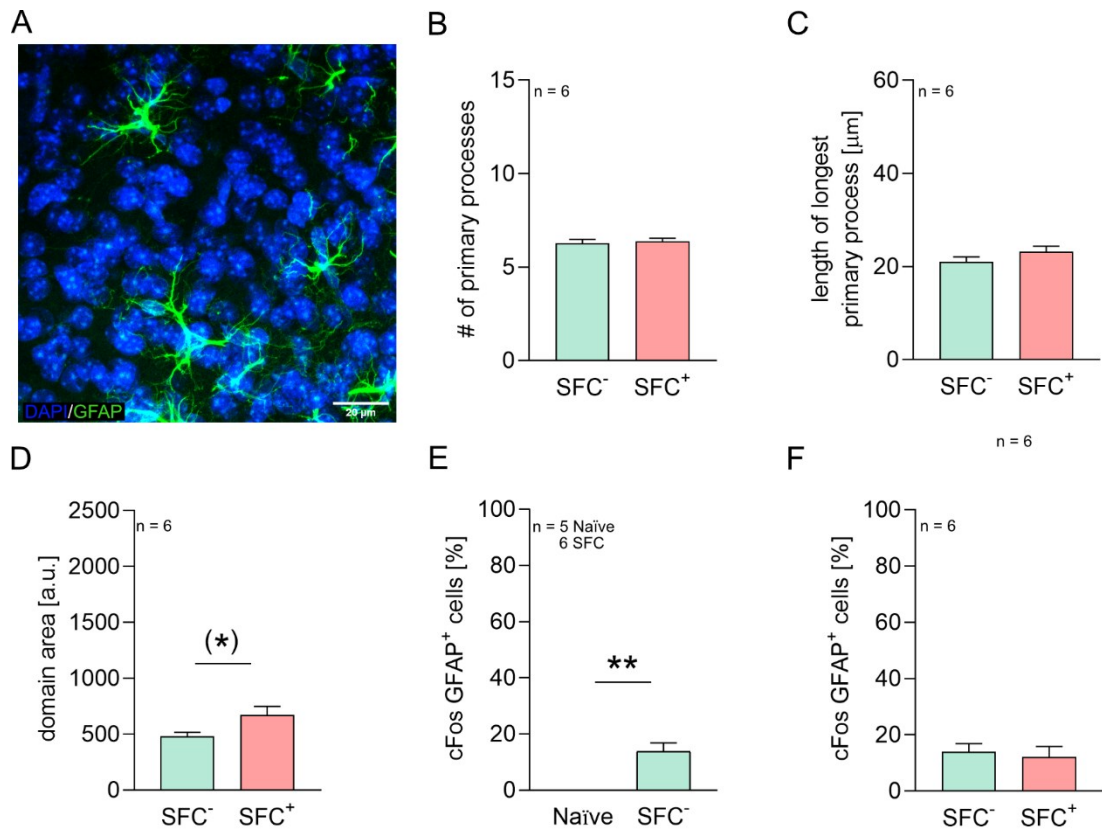 A
DAPI/GFAP
20 µm
B
n = 6
# of primary processes
15
10
5
0
SFC-
SFC+
C
n = 6
length of longest
primary process [µm]
60
40
20
0
SFC-
SFC+
n = 6
D
n = 6
domain area [a.u.]
2500
2000
1500
1000
500
0
(*)
SFC-
SFC+
E
n = 5 Naïve
6 SFC
cFos GFAP+ cells [%]
100
80
60
40
20
0
**
Naïve
SFC-
F
n = 6
cFos GFAP+ cells [%]
100
80
60
40
20
0
SFC-
SFC+